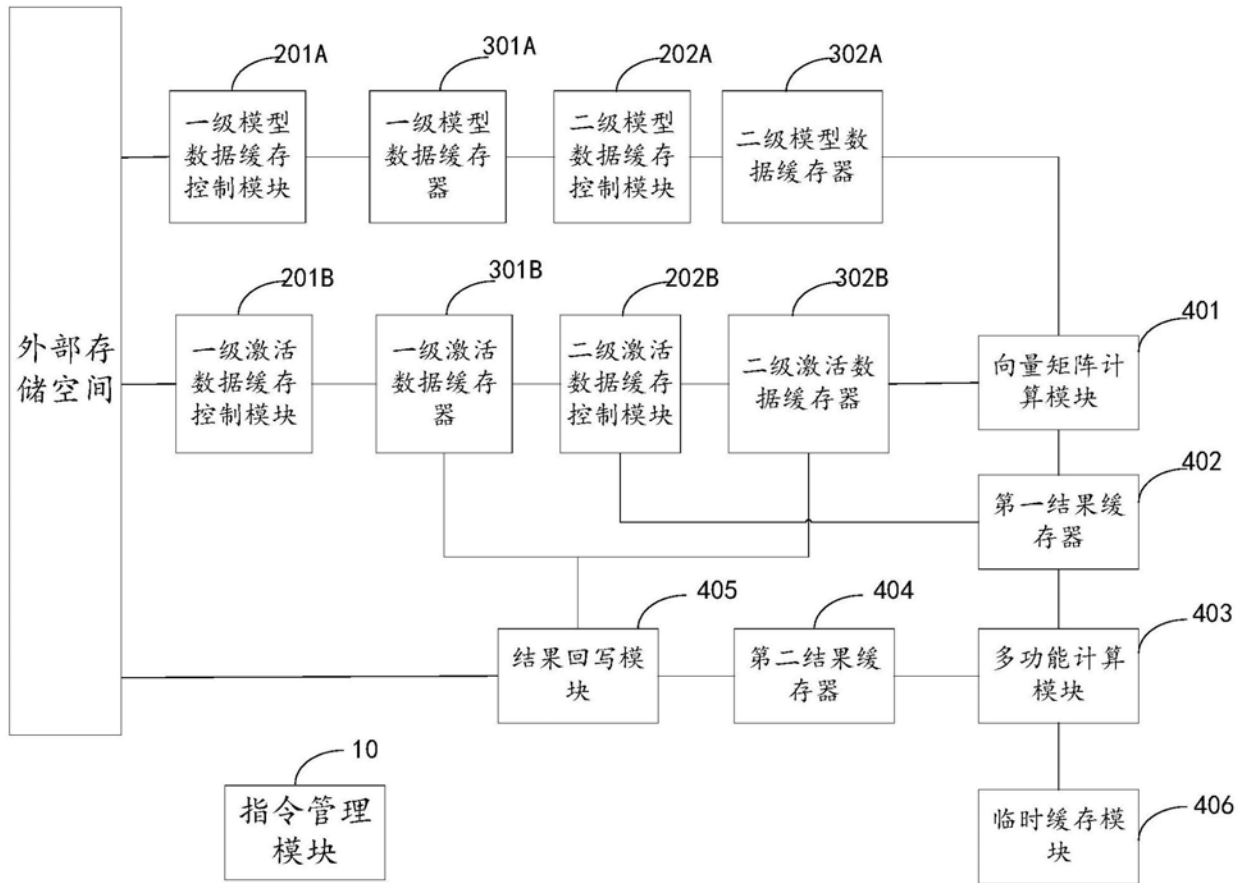 201A
301A
202A
302A
一级模型
数据缓存
控制模块
一级模型
数据缓存
器
二级模型
数据缓存
控制模块
二级模型数
据缓存器
201B
301B
202B
302B
401
外部存
储空间
一级激活
数据缓存
控制模块
一级激活
数据缓存
器
二级激活
数据缓存
控制模块
二级激活数
据缓存器
向量矩阵计
算模块
402
第一结果缓
存器
405
404
403
结果回写模
块
第二结果缓
存器
多功能计算
模块
10
指令管理
模块
406
临时缓存模
块